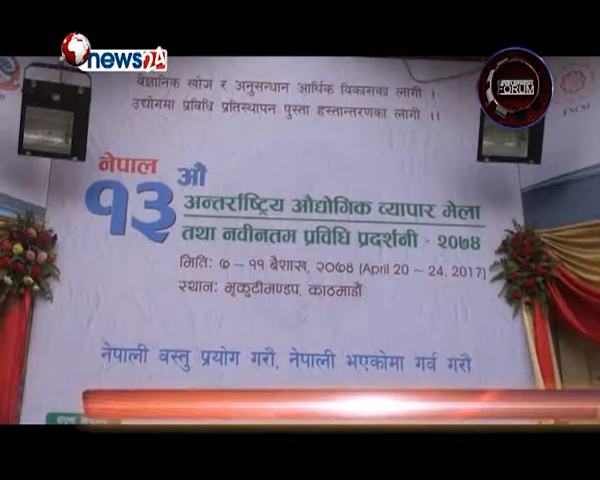 news24
FORUM
FNCSI
वैज्ञानिक खोज र अनुसन्धान आर्थिक विकासका लागी ।
उद्योगमा प्रविधि प्रतिस्थापन पुस्ता हस्तान्तरणका लागी ।।
नेपाल
१३ औं
अन्तर्राष्ट्रिय औद्योगिक व्यापार मेला
तथा नवीनतम प्रविधि प्रदर्शनी - २०७४
मिति: ७ ~ ११ बैशाख, २०७४ (April 20 ~ 24, 2017)
स्थान: भृकुटीमण्डप, काठमाडौं
नेपाली वस्तु प्रयोग गरौं, नेपाली भएकोमा गर्व गरौं